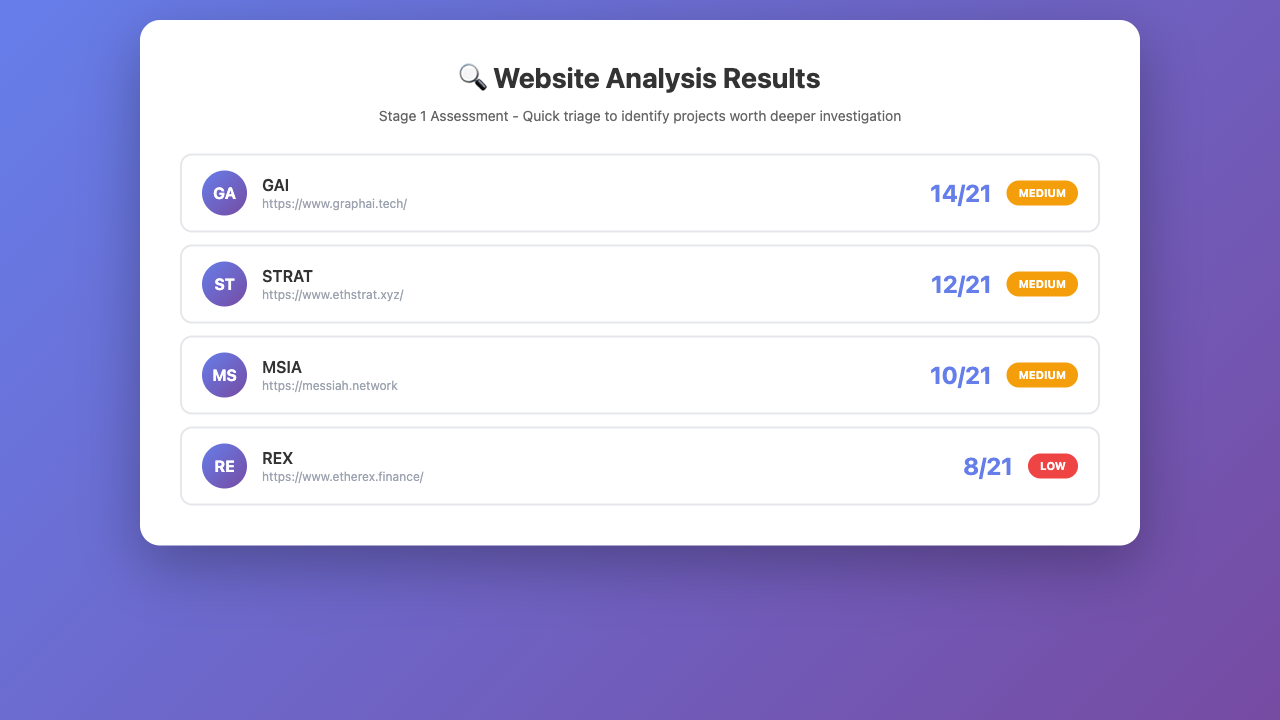 🔍 Website Analysis Results
Stage 1 Assessment - Quick triage to identify projects worth deeper investigation
GA
GAI
https://www.graphai.tech/
14/21
MEDIUM
ST
STRAT
https://www.ethstrat.xyz/
12/21
MEDIUM
MS
MSIA
https://messiah.network
10/21
MEDIUM
RE
REX
https://www.etherex.finance/
8/21
LOW